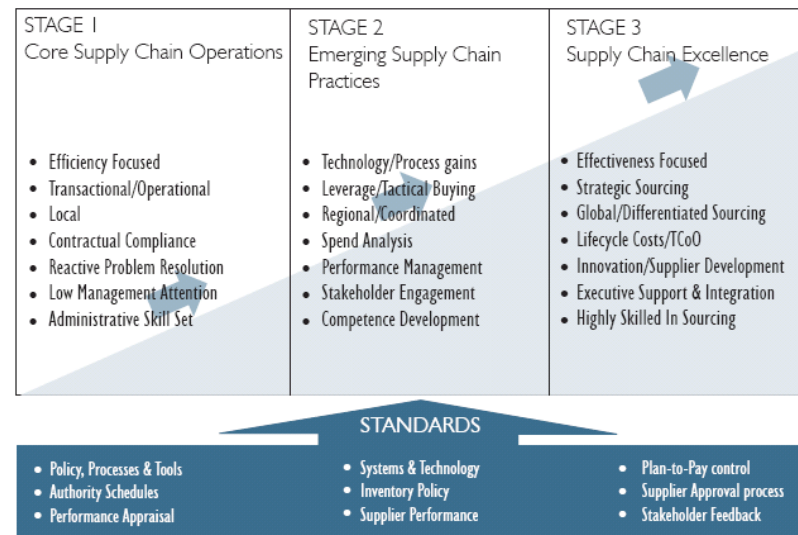 STAGE I
Core Supply Chain Operations
• Efficiency Focused
• Transactional/Operational
• Local
• Contractual Compliance
• Reactive Problem Resolution
• Low Management Attention
• Administrative Skill Set
STAGE 2
Emerging Supply Chain
Practices
• Technology/Process gains
• Leverage/Tactical Buying
• Regional/Coordinated
• Spend Analysis
• Performance Management
• Stakeholder Engagement
• Competence Development
STAGE 3
Supply Chain Excellence
• Effectiveness Focused
• Strategic Sourcing
• Global/Differentiated Sourcing
• Lifecycle Costs/TCoO
• Innovation/Supplier Development
• Executive Support & Integration
• Highly Skilled In Sourcing
STANDARDS
• Policy, Processes & Tools
• Authority Schedules
• Performance Appraisal
• Systems & Technology
• Inventory Policy
• Supplier Performance
• Plan-to-Pay control
• Supplier Approval process
• Stakeholder Feedback